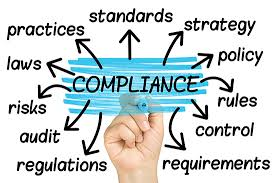 standards
practices
strategy
laws
policy
COMPLIANCE
risks
rules
audit
control
regulations
requirements